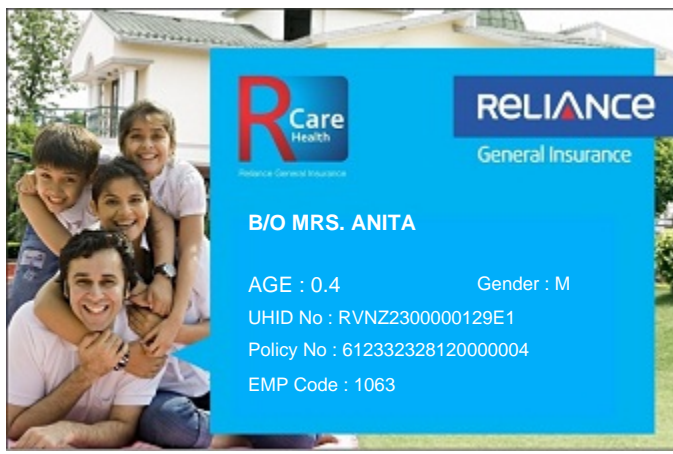 R Care
Health
Reliance General Insurance
RELIANCE
General Insurance
B/O MRS. ANITA
AGE : 0.4 Gender : M
UHID No : RVNZ2300000129E1
Policy No : 612332328120000004
EMP Code : 1063